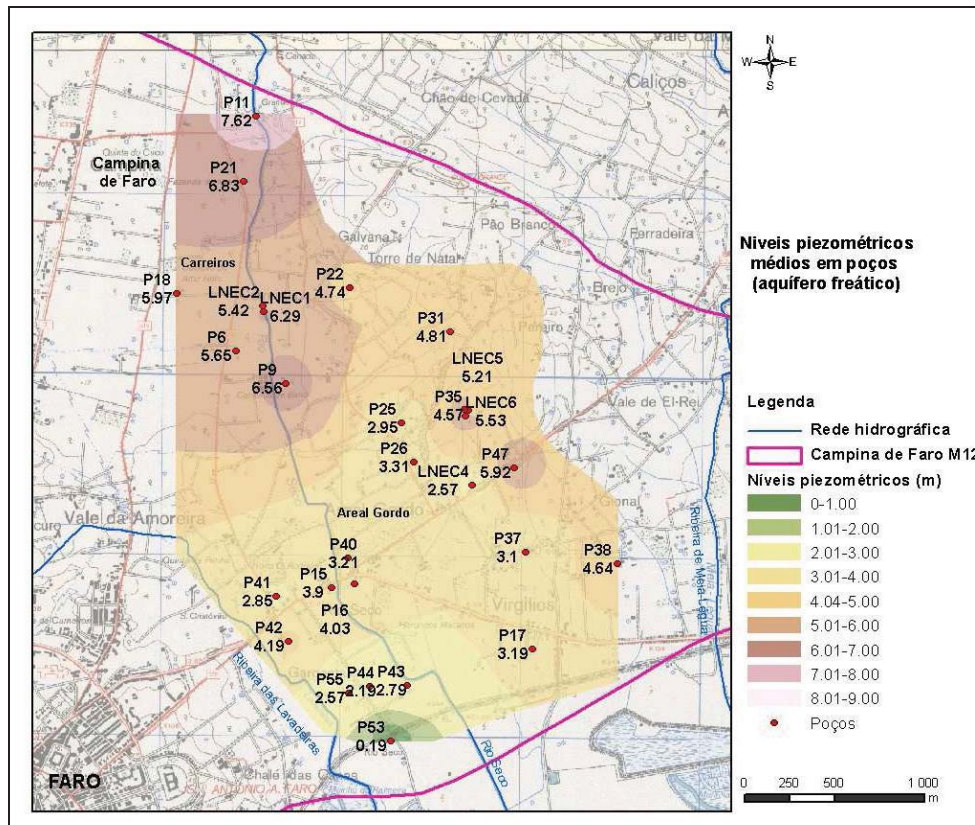 P11
7.62
Caliços
Chão de Cevada
N
W E
S
Campina
de Faro
P21
6.83
Galvana
Torre de Natal
Pão Branco
Ferradeira
Níveis piezométricos
médios em poços
(aquífero freático)
Carreiros
P18
5.97
LNEC2
5.42
LNEC1
6.29
P22
4.74
Brejo
P31
4.81
P6
5.65
P9
6.56
LNEC5
5.21
P35
4.57
LNEC6
5.53
Vale de El-Rei
P25
2.95
P26
3.31
LNEC4
2.57
P47
5.92
Vale da Amoreira
Areal Gordo
P40
3.21
P37
3.1
P38
4.64
P41
2.85
P15
3.9
P16
4.03
Virgílios
P42
4.19
P17
3.19
P55
2.57
P44
2.19
P43
2.79
P53
0.19
Ribeira das Lavadeiras
Rio Seco
Ribeira de Meia-Légua
FARO
Legenda
Rede hidrográfica
Campina de Faro M12
Níveis piezométricos (m)
0-1.00
1.01-2.00
2.01-3.00
3.01-4.00
4.04-5.00
5.01-6.00
6.01-7.00
7.01-8.00
8.01-9.00
Poços
0 250 500 1 000
m